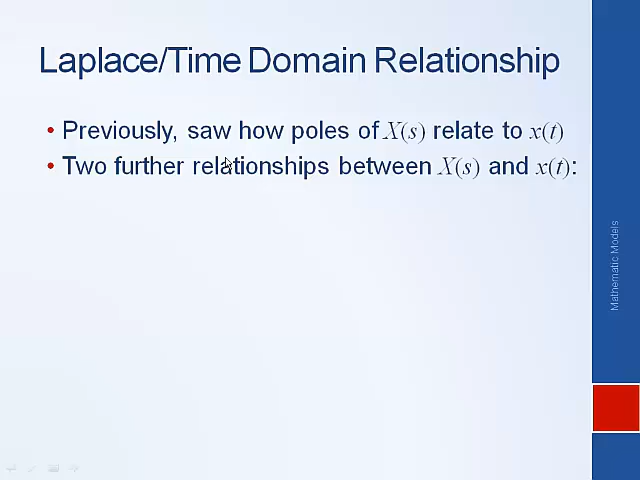 Laplace/Time Domain Relationship
• Previously, saw how poles of X(s) relate to x(t)
• Two further relationships between X(s) and x(t):
Mathematic Models